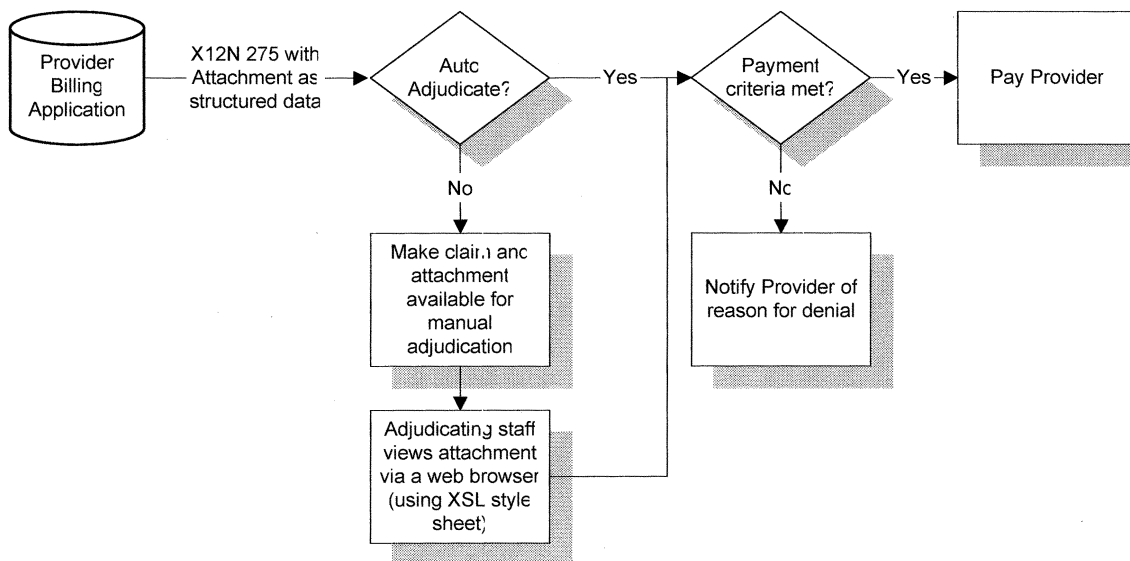 Provider
Billing
Application
X12N 275 with
Attachment as
structured data
Auto
Adjudicate?
Yes
Payment
criteria met?
Yes
Pay Provider
No
No
Make claim and
attachment
available for
manual
adjudication
Notify Provider of
reason for denial
Adjudicating staff
views attachment
via a web browser
(using XSL style
sheet)